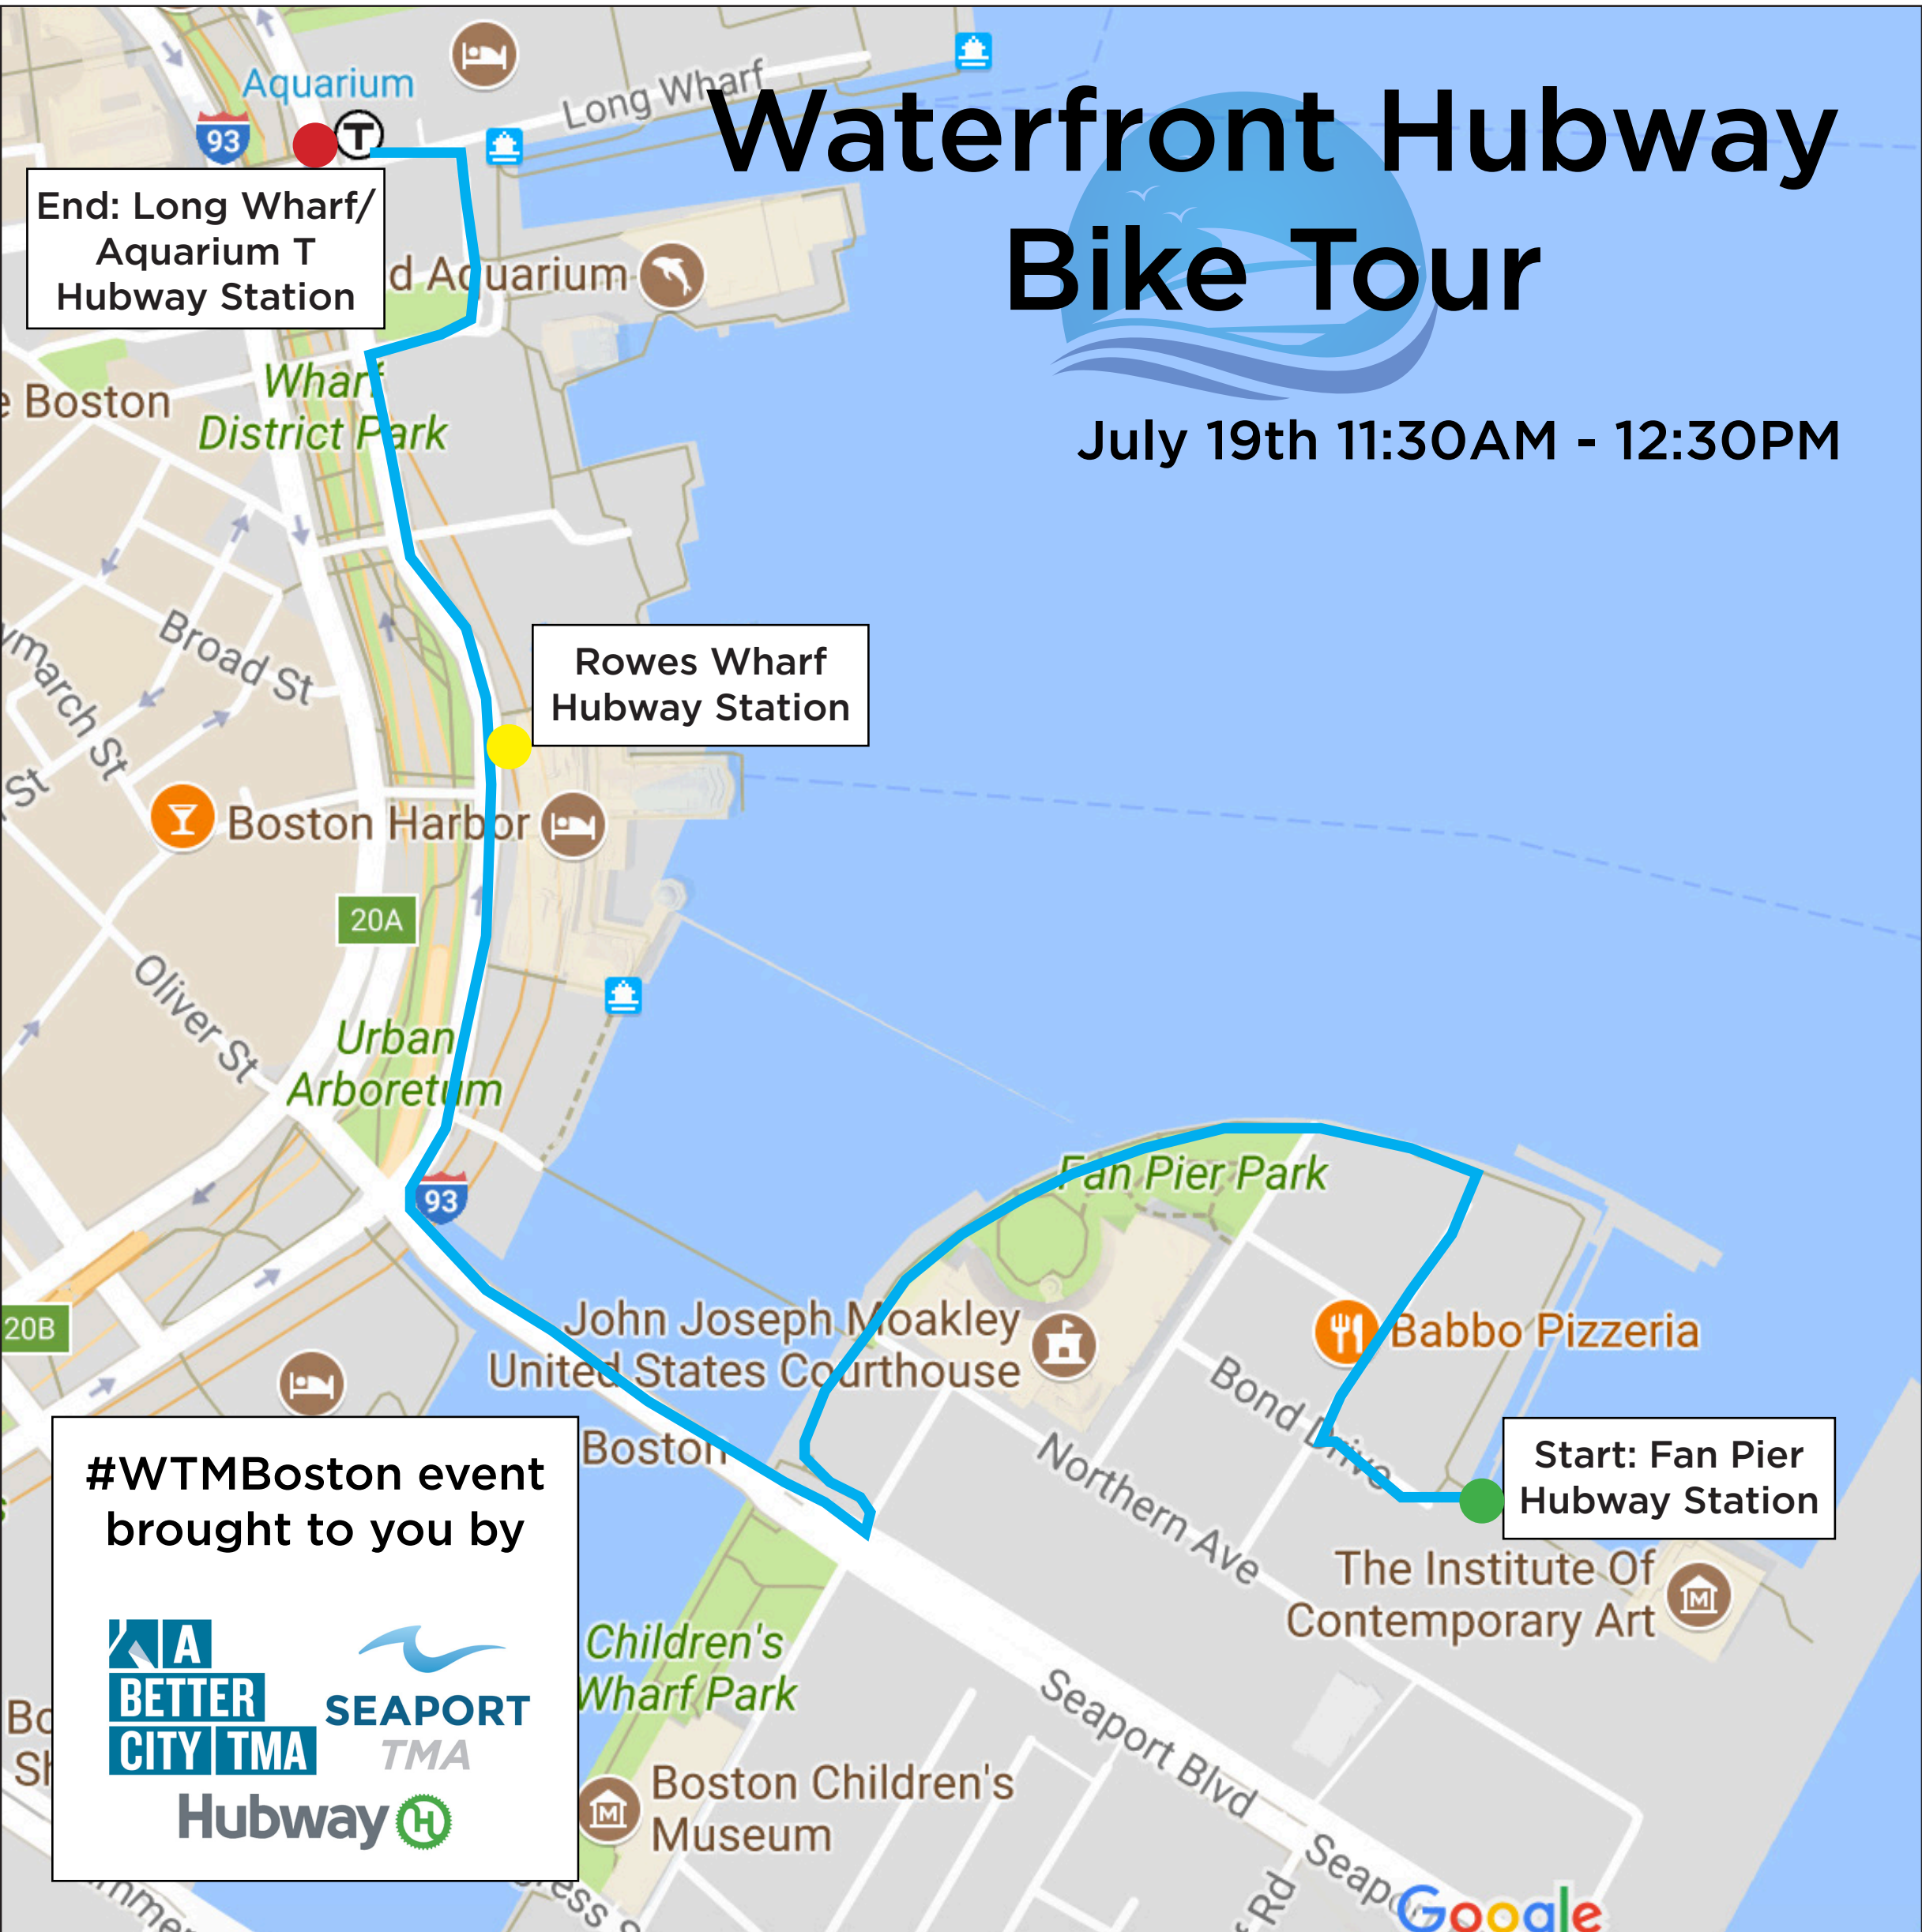 Waterfront Hubway
Bike Tour
July 19th 11:30AM - 12:30PM
Aquarium
Long Wharf
93
T
End: Long Wharf/
Aquarium T
Hubway Station
d Aquarium
Wharf
District Park
e Boston
Broad St
ymarch St
St
Rowes Wharf
Hubway Station
Boston Harbor
20A
Oliver St
Urban
Arboretum
93
Fan Pier Park
20B
John Joseph Moakley
United States Courthouse
Babbo Pizzeria
Bond Drive
Boston
Northern Ave
Start: Fan Pier
Hubway Station
The Institute Of
Contemporary Art
#WTMBoston event
brought to you by
A
BETTER
CITY TMA
SEAPORT
TMA
Hubway H
Children's
Wharf Park
Boston Children's
Museum
Seaport Blvd
Rd
Google